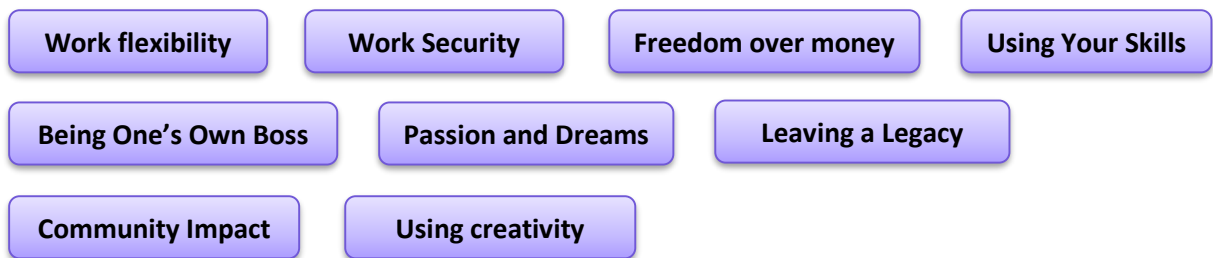 Work flexibility
Work Security
Freedom over money
Using Your Skills
Being One’s Own Boss
Passion and Dreams
Leaving a Legacy
Community Impact
Using creativity